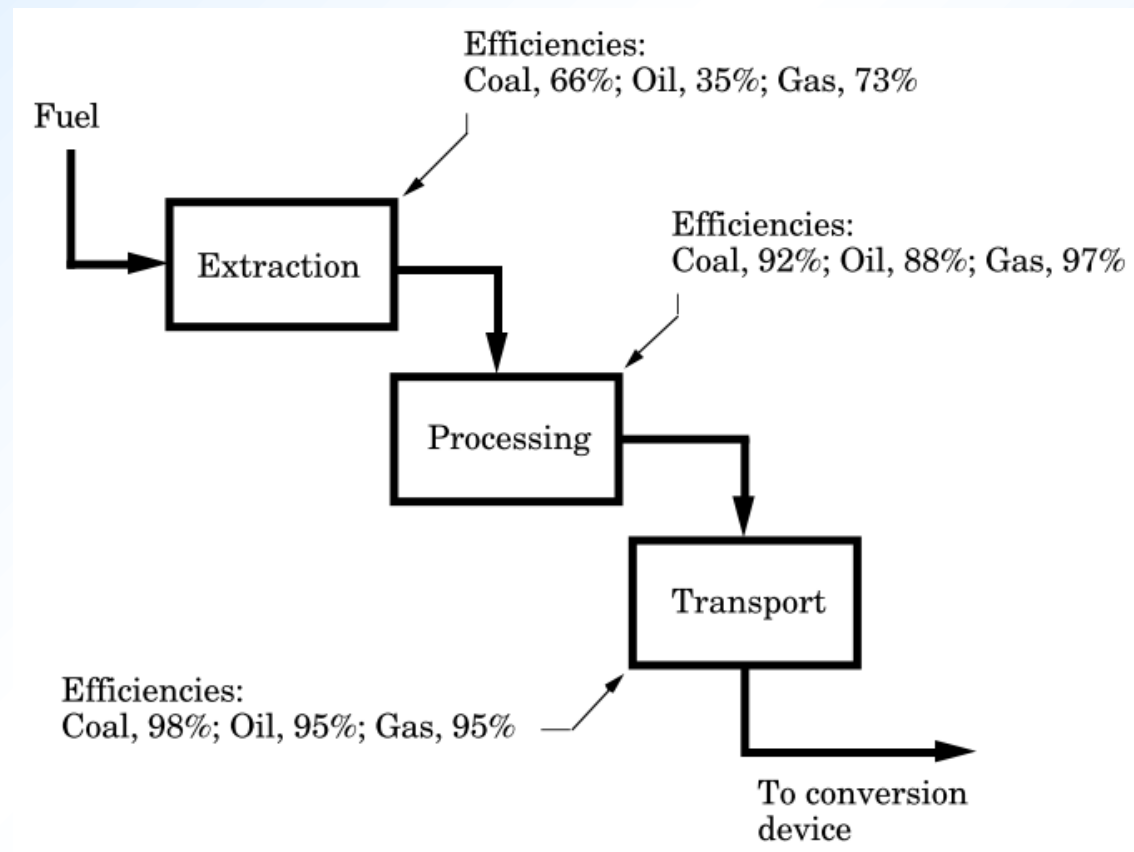 Efficiencies:
Coal, 66%; Oil, 35%; Gas, 73%
Fuel
Extraction
Efficiencies:
Coal, 92%; Oil, 88%; Gas, 97%
Processing
Transport
Efficiencies:
Coal, 98%; Oil, 95%; Gas, 95%
To conversion
device